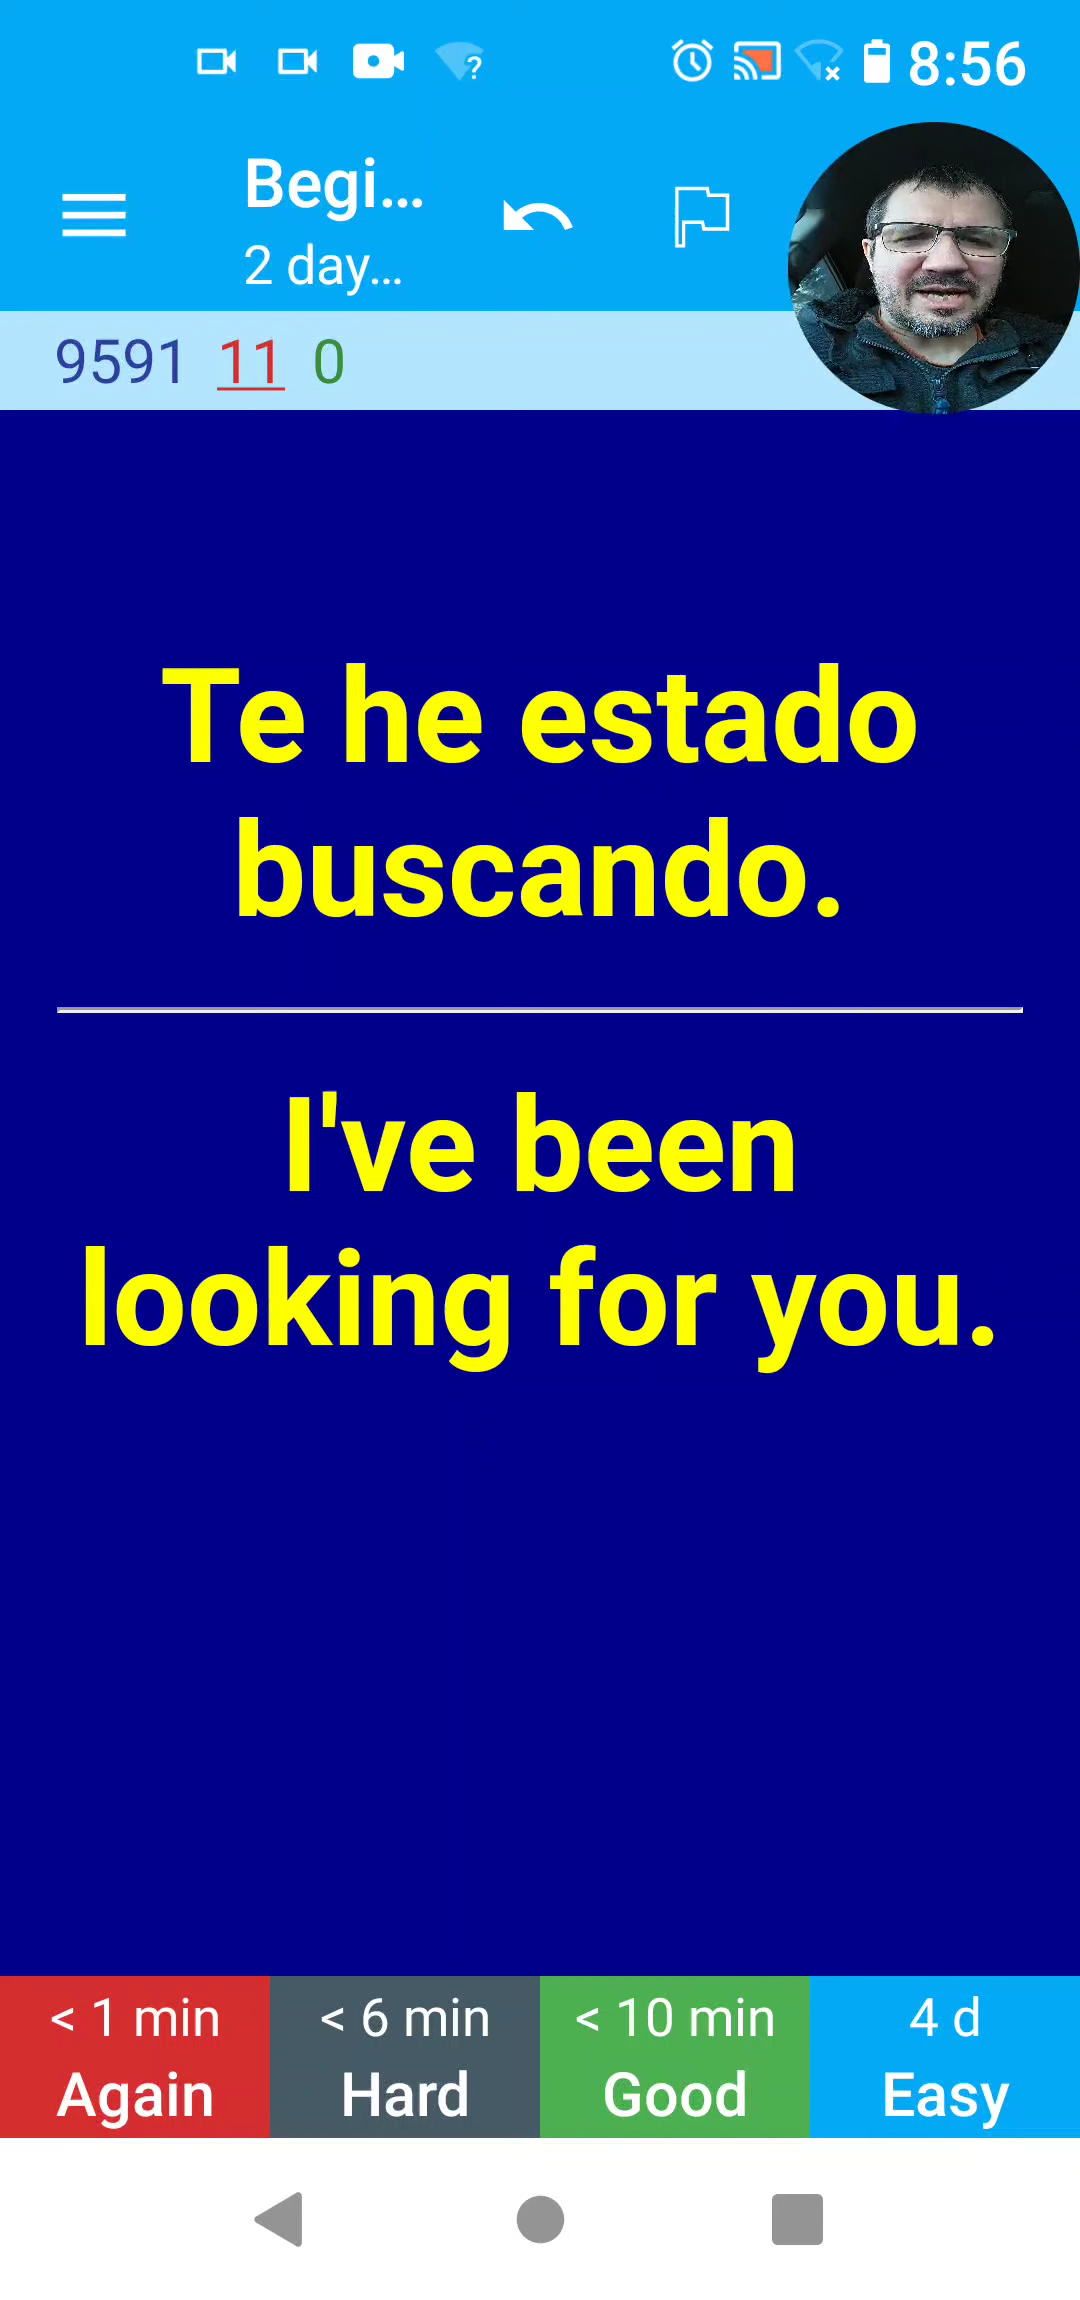 8:56
Begi...
2 day...
9591 11 0
Te he estado
buscando.
I've been
looking for you.
< 1 min < 6 min < 10 min 4 d
Again Hard Good Easy